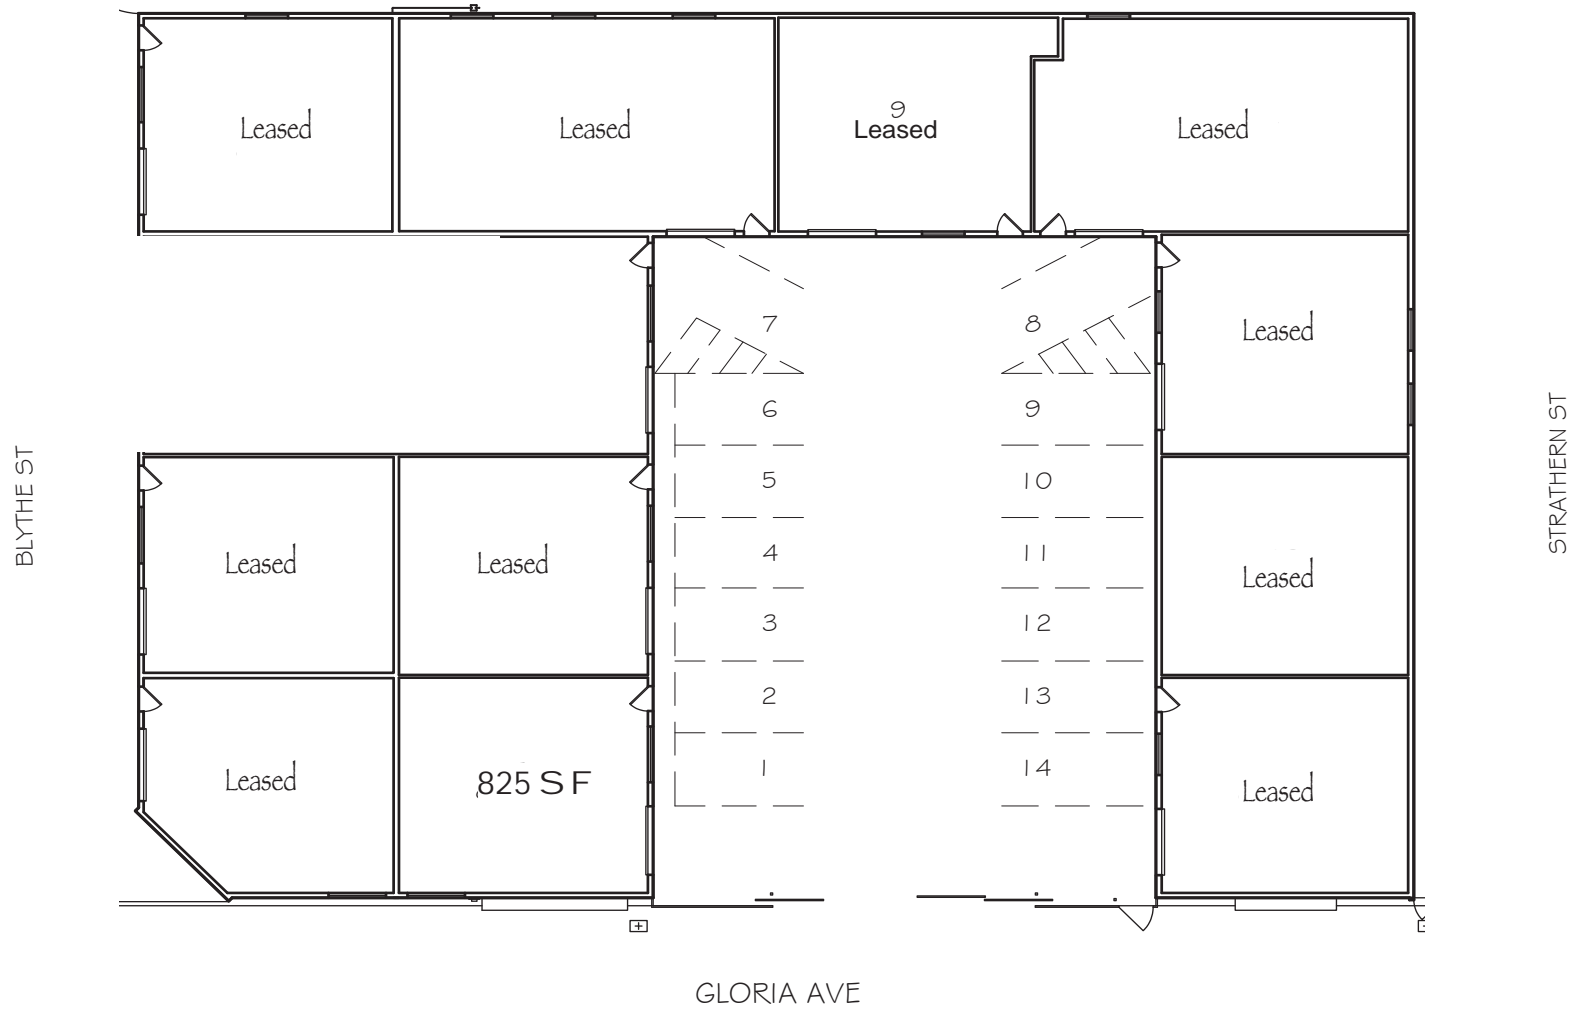 Leased
Leased
9
Leased
Leased
7
8
Leased
6
9
BLYTHE ST
STRATHERN ST
5
10
Leased
Leased
4
11
Leased
3
12
2
13
Leased
825 SF
1
14
Leased
GLORIA AVE